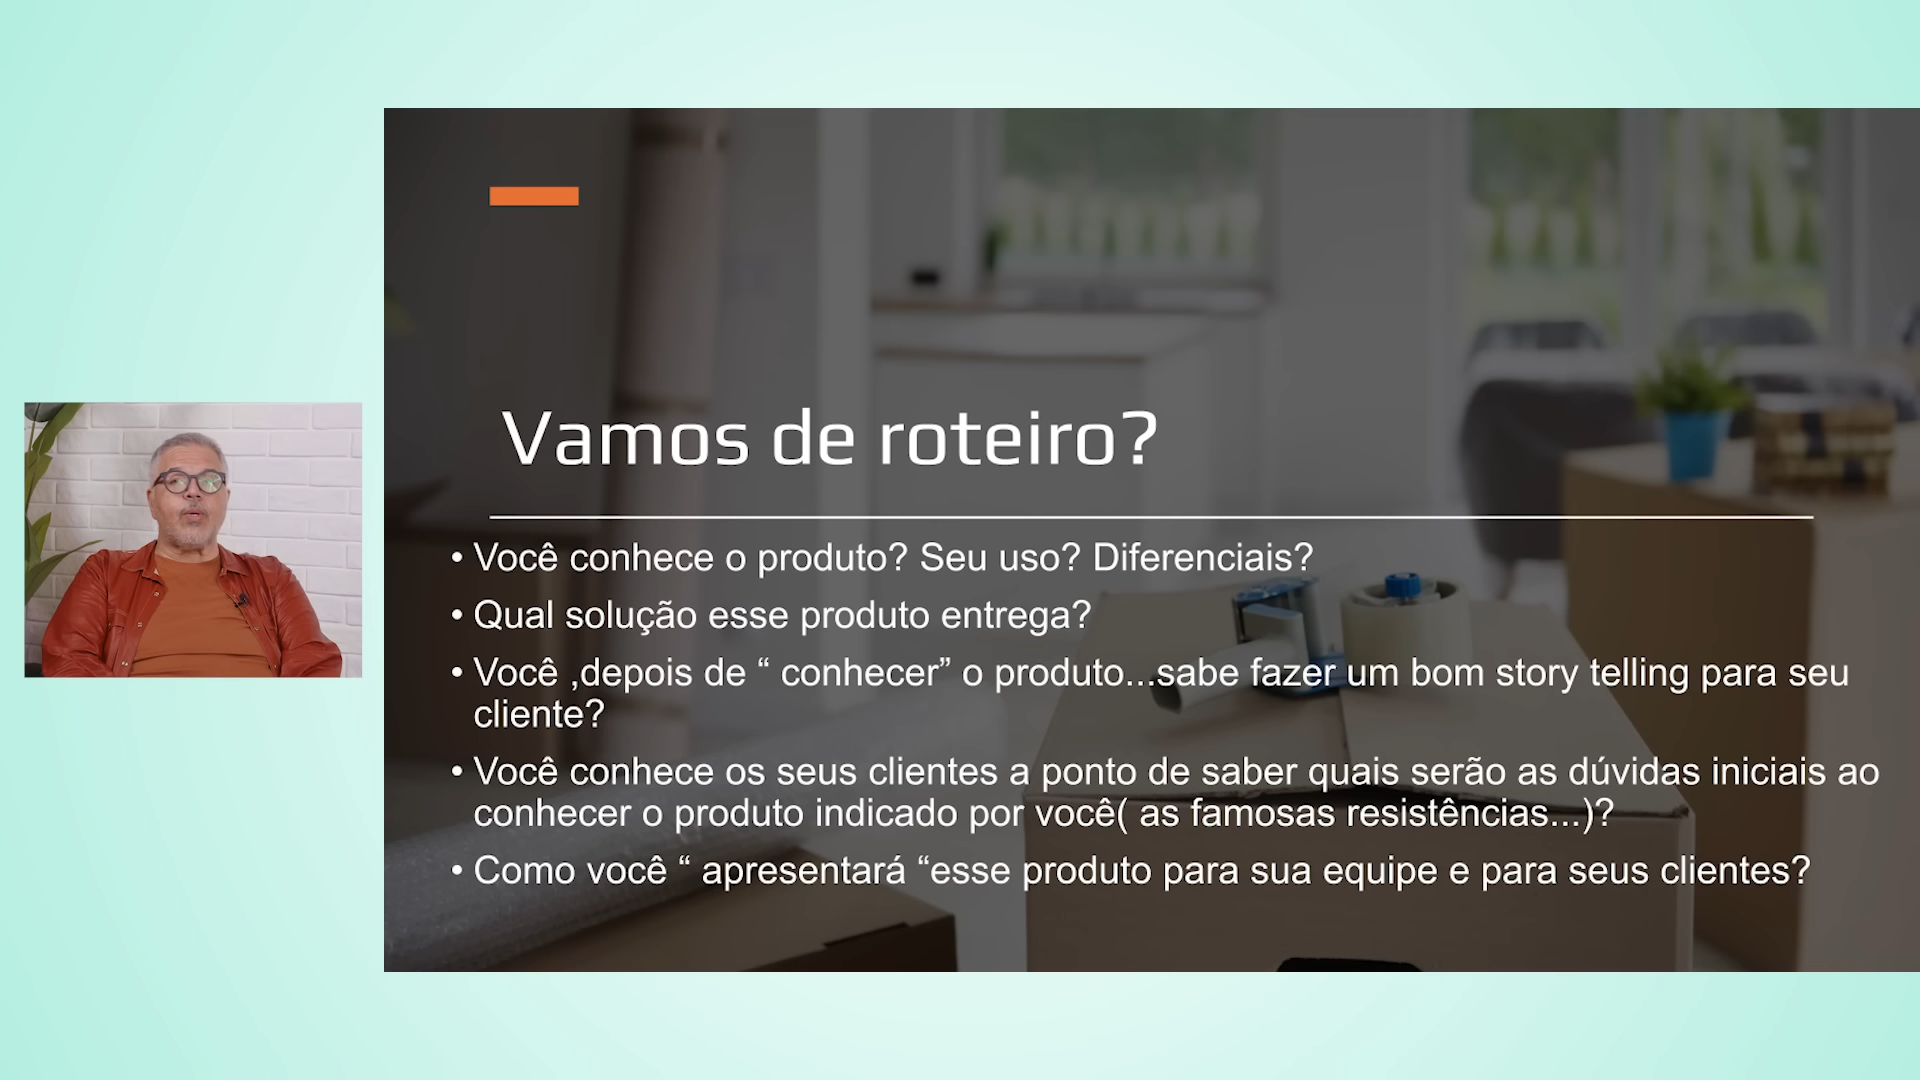 Vamos de roteiro?
• Você conhece o produto? Seu uso? Diferenciais?
• Qual solução esse produto entrega?
• Você ,depois de “ conhecer” o produto...sabe fazer um bom story telling para seu
cliente?
• Você conhece os seus clientes a ponto de saber quais serão as dúvidas iniciais ao
conhecer o produto indicado por você( as famosas resistências...)?
• Como você “ apresentará “esse produto para sua equipe e para seus clientes?